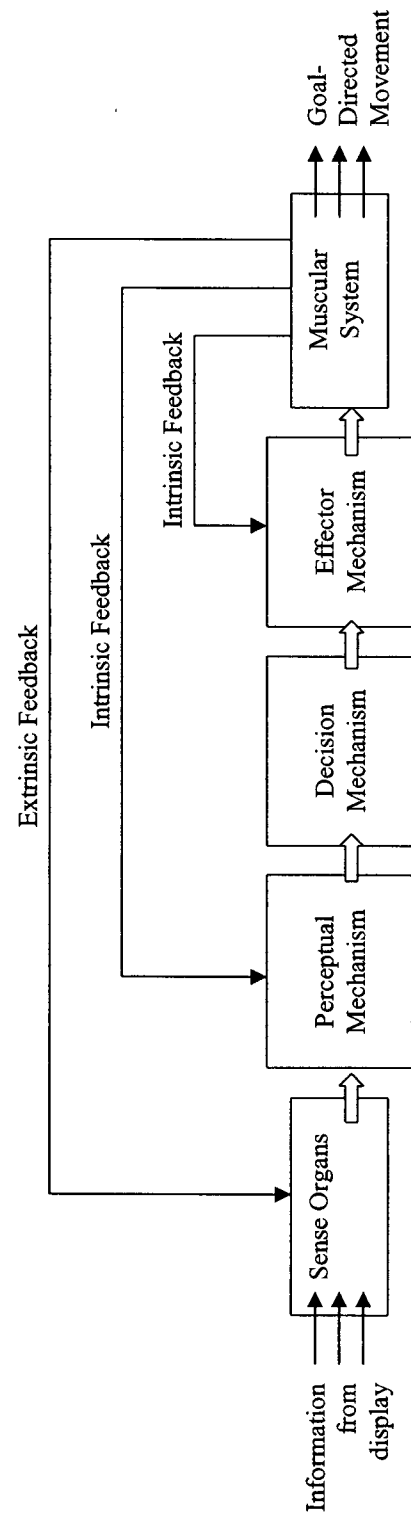 Extrinsic Feedback
Intrinsic Feedback
Intrinsic Feedback
Information
from
display
Sense Organs
Perceptual
Mechanism
Decision
Mechanism
Effector
Mechanism
Muscular
System
Goal-
Directed
Movement